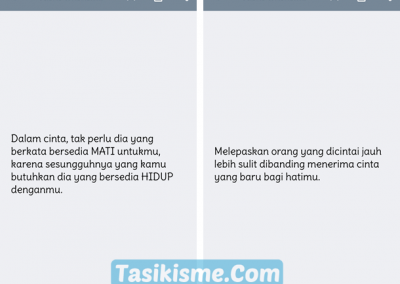 Dalam cinta, tak perlu dia yang
berkata bersedia MATI untukmu,
karena sesungguhnya yang kamu
butuhkan dia yang bersedia HIDUP
denganmu.
Melepaskan orang yang dicintai jauh
lebih sulit dibanding menerima cinta
yang baru bagi hatimu.
Tasikisme.Com